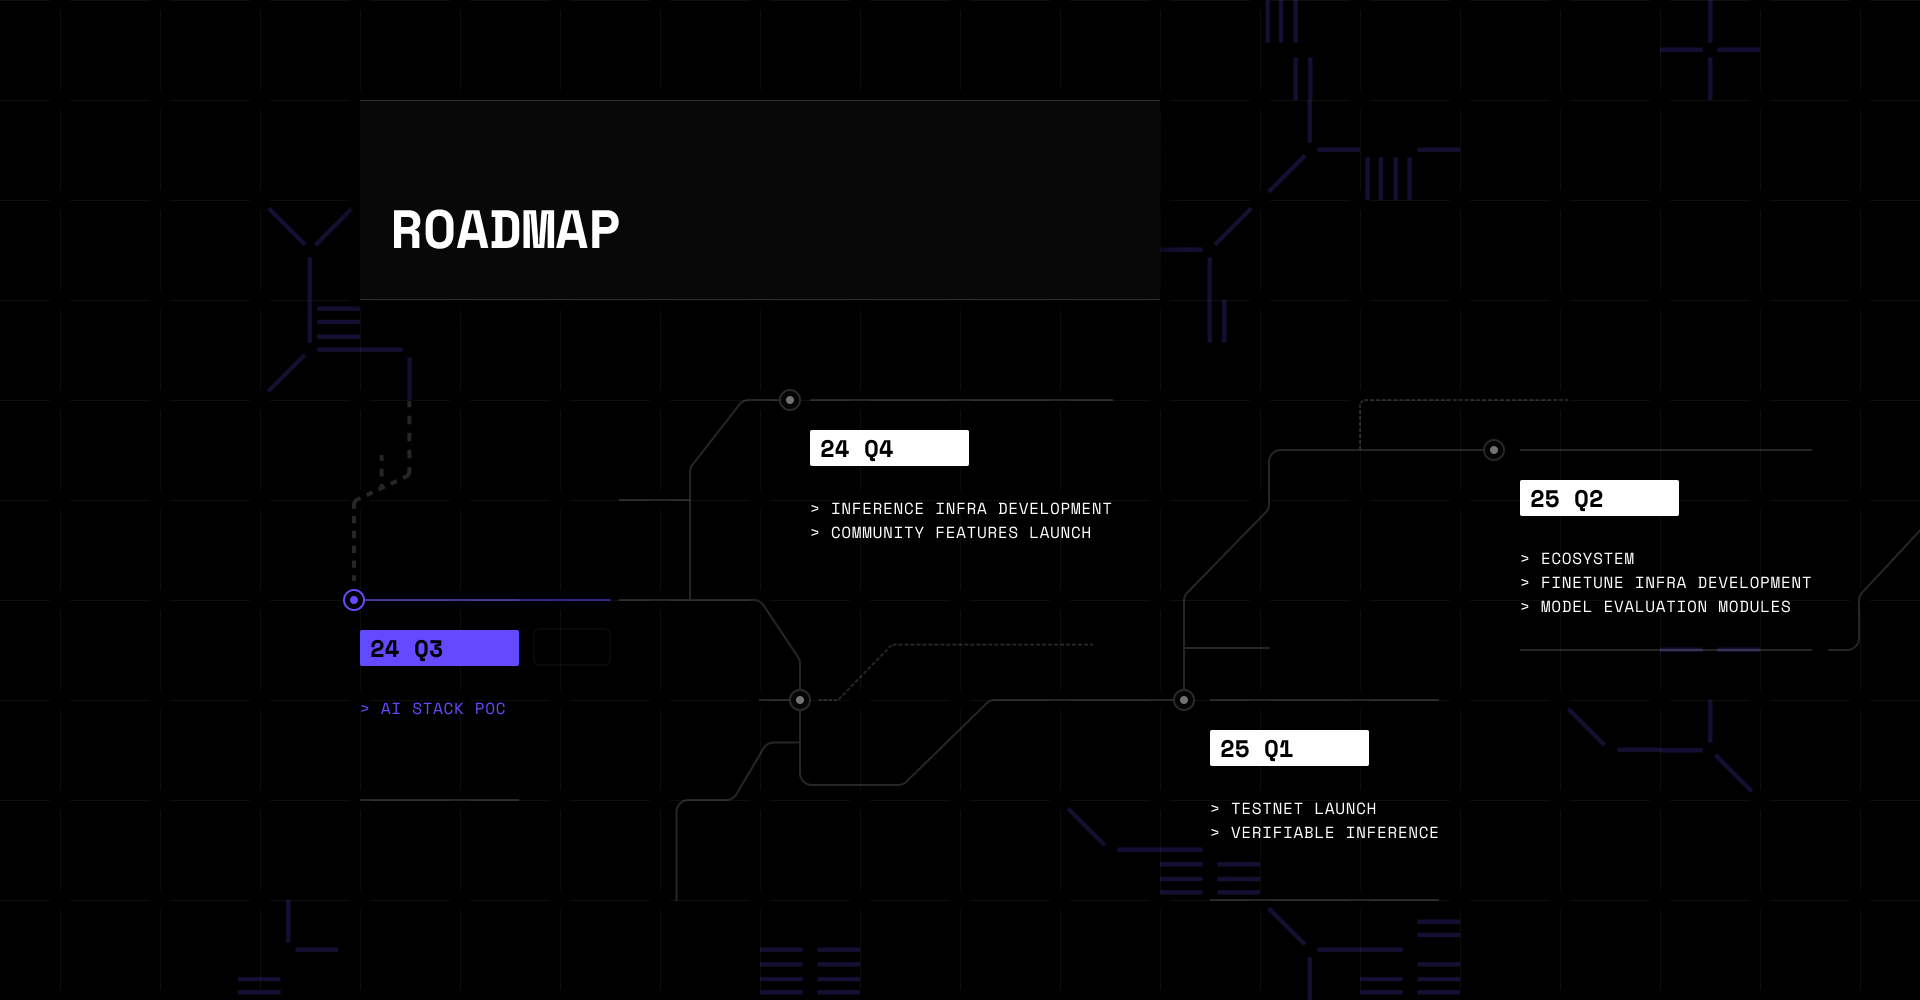 ROADMAP
24 Q3
> AI STACK POC
24 Q4
> INFERENCE INFRA DEVELOPMENT
> COMMUNITY FEATURES LAUNCH
25 Q1
> TESTNET LAUNCH
> VERIFIABLE INFERENCE
25 Q2
> ECOSYSTEM
> FINETUNE INFRA DEVELOPMENT
> MODEL EVALUATION MODULES